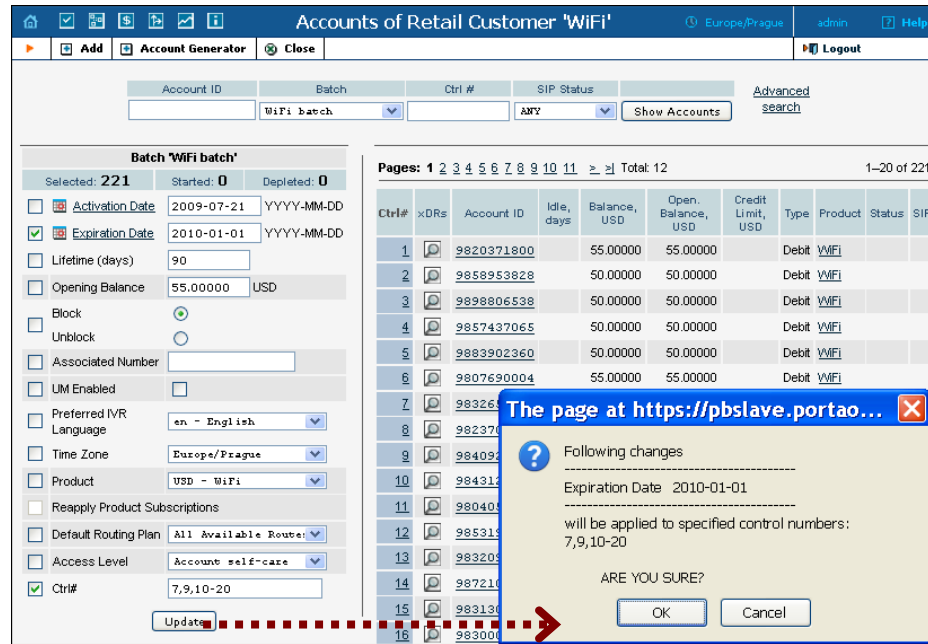 Accounts of Retail Customer 'WiFi' Europe/Prague admin ? Help
Add Account Generator Close Logout
Account ID Batch Ctrl # SIP Status Advanced search
WiFi batch ANY Show Accounts
Batch 'WiFi batch'
Selected: 221 Started: 0 Depleted: 0
Activation Date 2009-07-21 YYYY-MM-DD
Expiration Date 2010-01-01 YYYY-MM-DD
Lifetime (days) 90
Opening Balance 55.00000 USD
Block
Unblock
Associated Number
UM Enabled
Preferred IVR Language en - English
Time Zone Europe/Prague
Product USD - WiFi
Reapply Product Subscriptions
Default Routing Plan All Available Route
Access Level Account self-care
Ctrl# 7,9,10-20
Update
Pages: 1 2 3 4 5 6 7 8 9 10 11 > >| Total: 12 1–20 of 221
Ctrl# xDRs Account ID Idle, days Balance, USD Open. Balance, USD Credit Limit, USD Type Product Status SIP
1 9820371800 55.00000 55.00000 Debit WiFi
2 9858953828 50.00000 50.00000 Debit WiFi
3 9898806538 50.00000 50.00000 Debit WiFi
4 9857437065 50.00000 50.00000 Debit WiFi
5 9883902360 50.00000 50.00000 Debit WiFi
6 9807690004 55.00000 55.00000 Debit WiFi
7 98326
8 98237
9 984092
10 984312
11 98040
12 985319
13 983209
14 98721
15 98313
16 98300
The page at https://pbslave.portao...
Following changes
----------------------------------------
Expiration Date 2010-01-01
----------------------------------------
will be applied to specified control numbers:
7,9,10-20
ARE YOU SURE?
OK Cancel